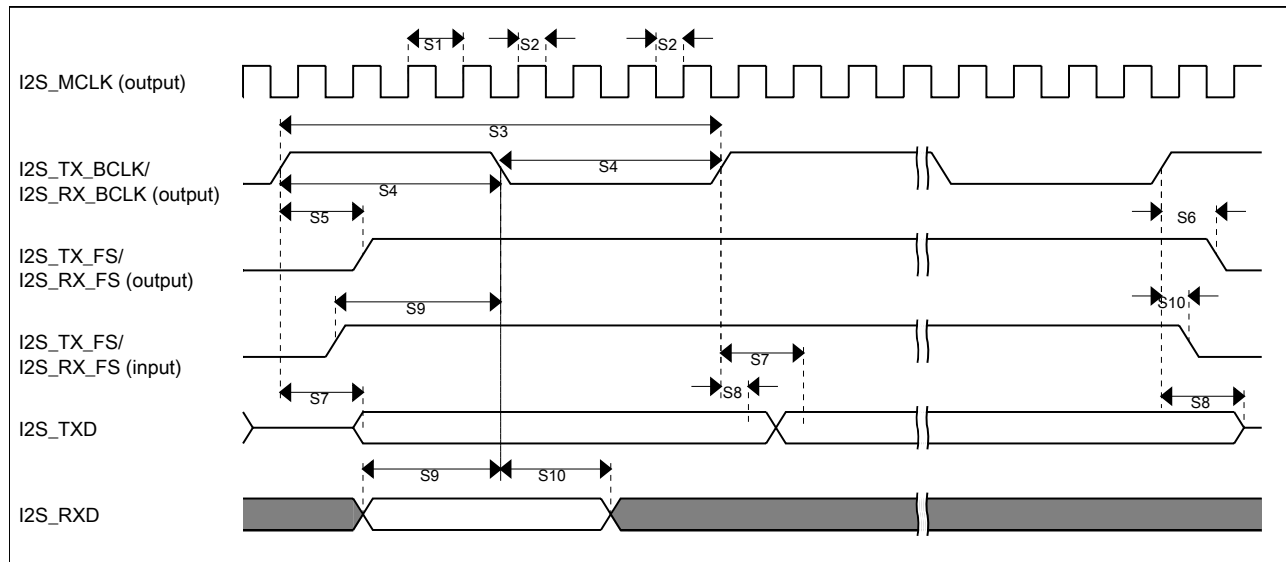 S1 S2 S2
I2S_MCLK (output)
S3
I2S_TX_BCLK/
I2S_RX_BCLK (output)
S4
S4
S5 S6
I2S_TX_FS/
I2S_RX_FS (output)
S9 S10
I2S_TX_FS/
I2S_RX_FS (input)
S7
S7 S8 S8
I2S_TXD
S9 S10
I2S_RXD